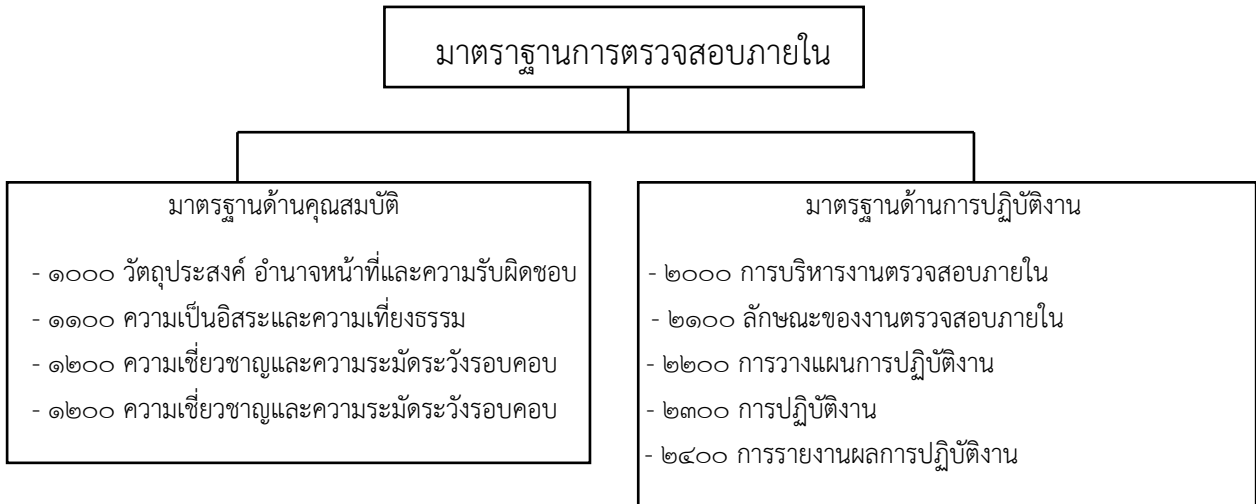 มาตราฐานการตรวจสอบภายใน
มาตรฐานด้านคุณสมบัติ
- ๑๐๐๐ วัตถุประสงค์ อำนาจหน้าที่และความรับผิดชอบ
- ๑๑๐๐ ความเป็นอิสระและความเที่ยงธรรม
- ๑๒๐๐ ความเชี่ยวชาญและความระมัดระวังรอบคอบ
- ๑๒๐๐ ความเชี่ยวชาญและความระมัดระวังรอบคอบ
มาตรฐานด้านการปฏิบัติงาน
- ๒๐๐๐ การบริหารงานตรวจสอบภายใน
- ๒๑๐๐ ลักษณะของงานตรวจสอบภายใน
- ๒๒๐๐ การวางแผนการปฏิบัติงาน
- ๒๓๐๐ การปฏิบัติงาน
- ๒๔๐๐ การรายงานผลการปฏิบัติงาน